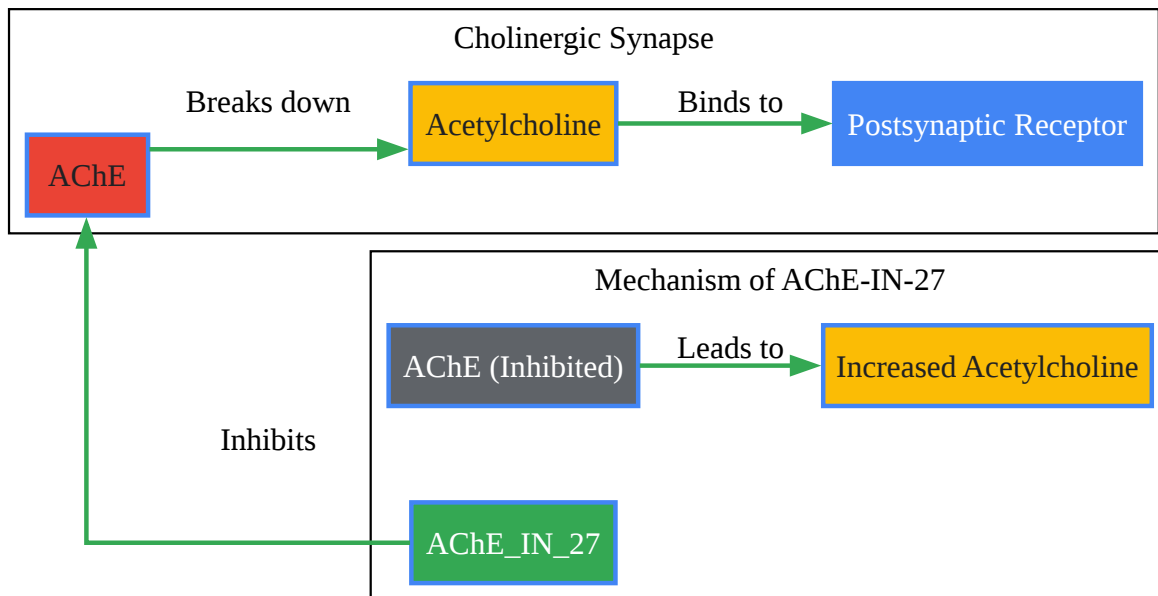 Cholinergic Synapse
Breaks down
Acetylcholine
Binds to
Postsynaptic Receptor
AChE
Mechanism of AChE-IN-27
AChE (Inhibited)
Leads to
Increased Acetylcholine
Inhibits
AChE_IN_27